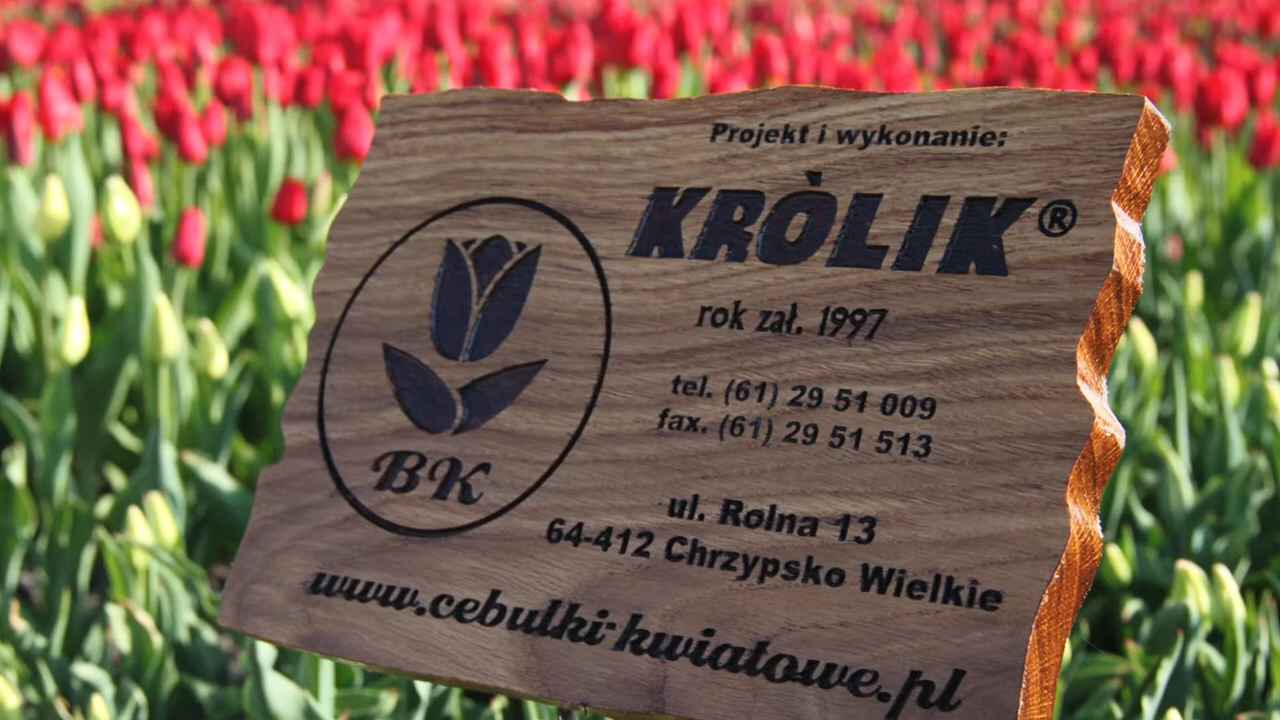 Projekt i wykonanie:
KRÒLIK®
rok zał. 1997
tel. (61) 29 51 009
fax. (61) 29 51 513
BK
ul. Rolna 13
64-412 Chrzypsko Wielkie
www.cebulki-kwiatowe.pl